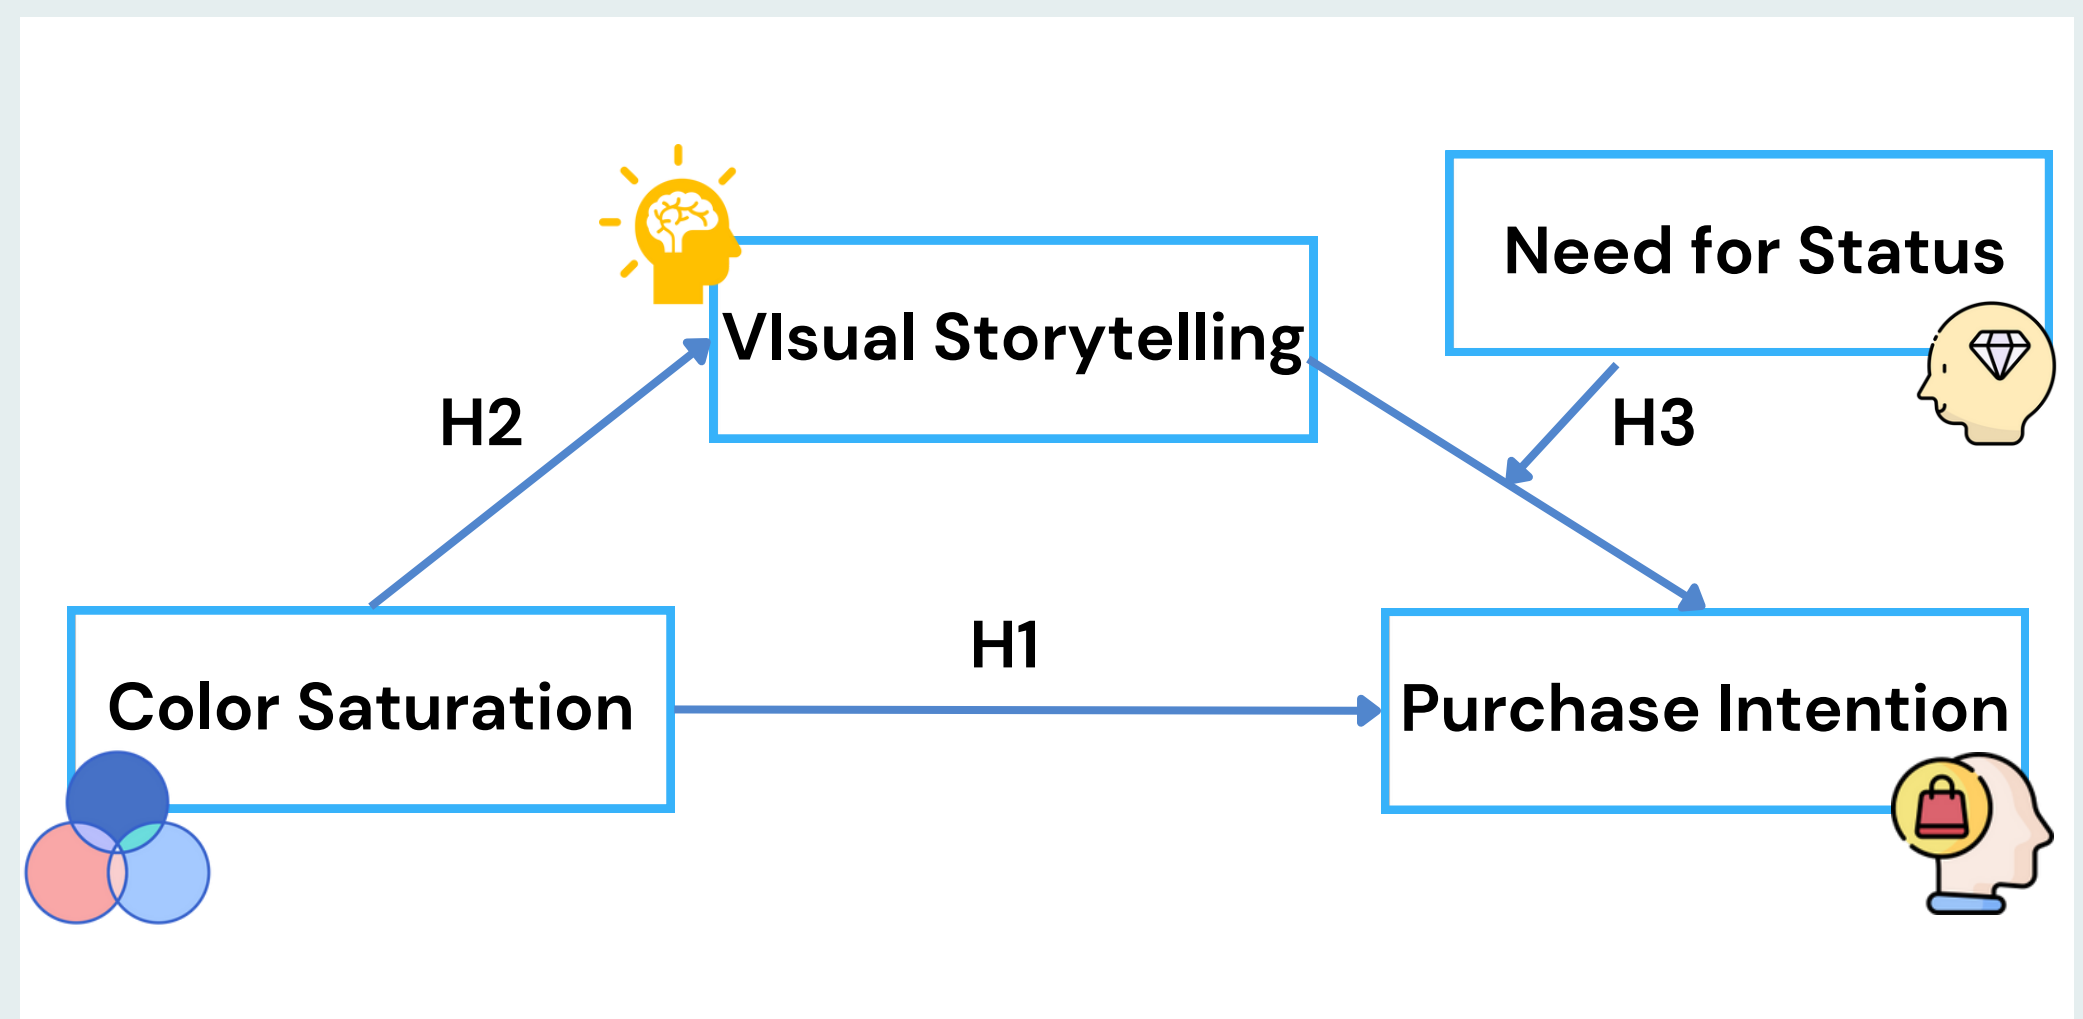 Need for Status
VIsual Storytelling
H2
H3
H1
Color Saturation
Purchase Intention